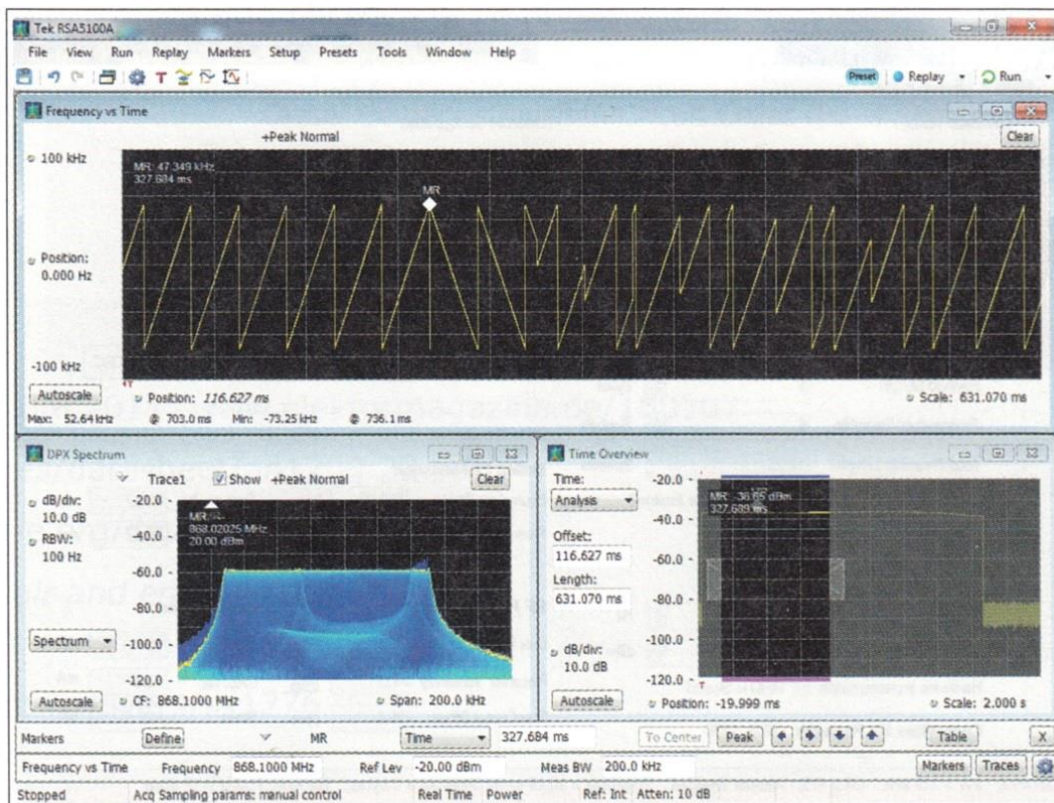 Tek RSA5100A
File View Run Replay Markers Setup Presets Tools Window Help
T Preset Replay Run
Frequency vs Time
+Peak Normal Clear
100 kHz
MR: 47.349 kHz
327.684 ms
MR
Position:
0.000 Hz
-100 kHz
T
Autoscale Position: 116.627 ms Scale: 631.070 ms
Max: 52.64 kHz @ 703.0 ms Min: -73.25 kHz @ 736.1 ms
DPX Spectrum
Trace1 Show +Peak Normal Clear
dB/div:
10.0 dB
RBW:
100 Hz
Spectrum
-20.0
-40.0
-60.0
-80.0
-100.0
-120.0
868.02025 MHz
20.00 dBm
Autoscale CF: 868.1000 MHz Span: 200.0 kHz
Time Overview
Time:
Analysis
Offset:
116.627 ms
Length:
631.070 ms
dB/div:
10.0 dB
-20.0
-40.0
-60.0
-80.0
-100.0
-120.0
T
Autoscale Position: -19.999 ms Scale: 2.000 s
Markers Define MR Time 327.684 ms To Center Peak Table X
Frequency vs Time Frequency 868.1000 MHz Ref Lev -20.00 dBm Meas BW 200.0 kHz Markers Traces
Stopped Acq Sampling params: manual control Real Time Power Ref: Int Atten: 10 dB